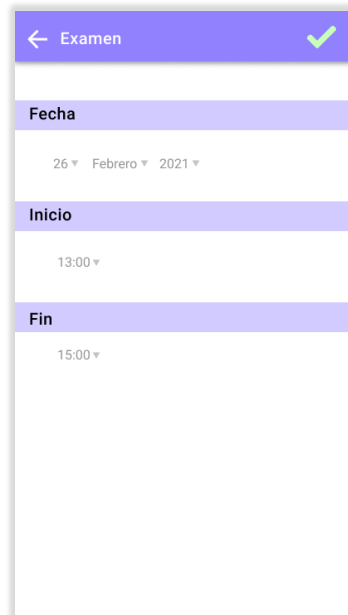 Examen
Fecha
26 Febrero 2021
Inicio
13:00
Fin
15:00